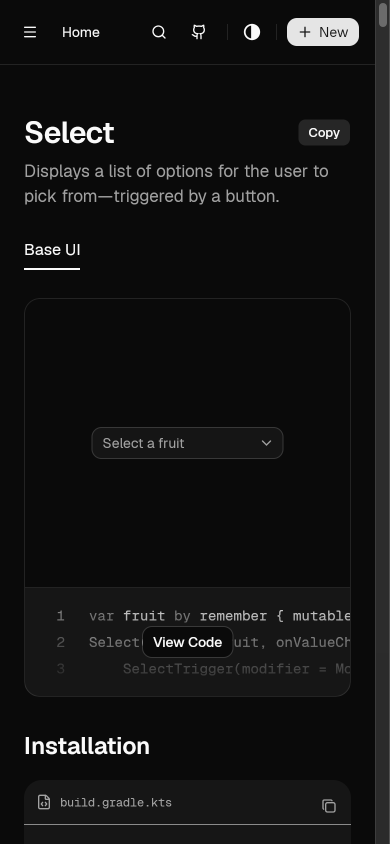 Home
New
Select
Copy
Displays a list of options for the user to
pick from—triggered by a button.
Base UI
Select a fruit
1 var fruit by remember { mutable
2 Select uit, onValueCh
View Code
3 SelectTrigger(modifier = Mo
Installation
build.gradle.kts